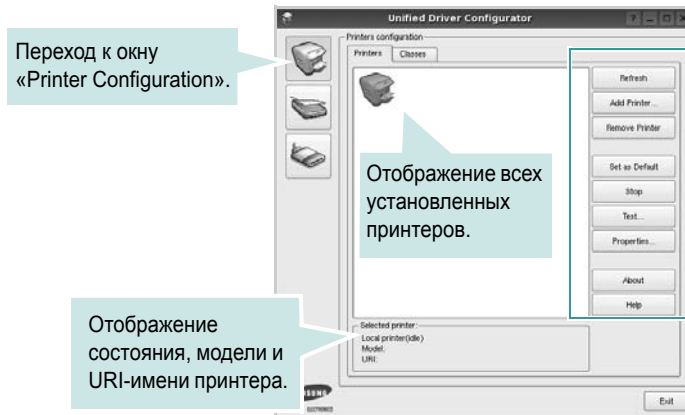 Unified Driver Configurator
Переход к окну
«Printer Configuration».
Printers configuration
Printers
Classes
Refresh
Add Printer...
Remove Printer
Set as Default
Stop
Test...
Properties...
About
Help
Отображение всех
установленных
принтеров.
Отображение
состояния, модели и
URI-имени принтера.
Selected printer:
Local printer(idle)
Model:
URI:
ELECTRONICS
Exit